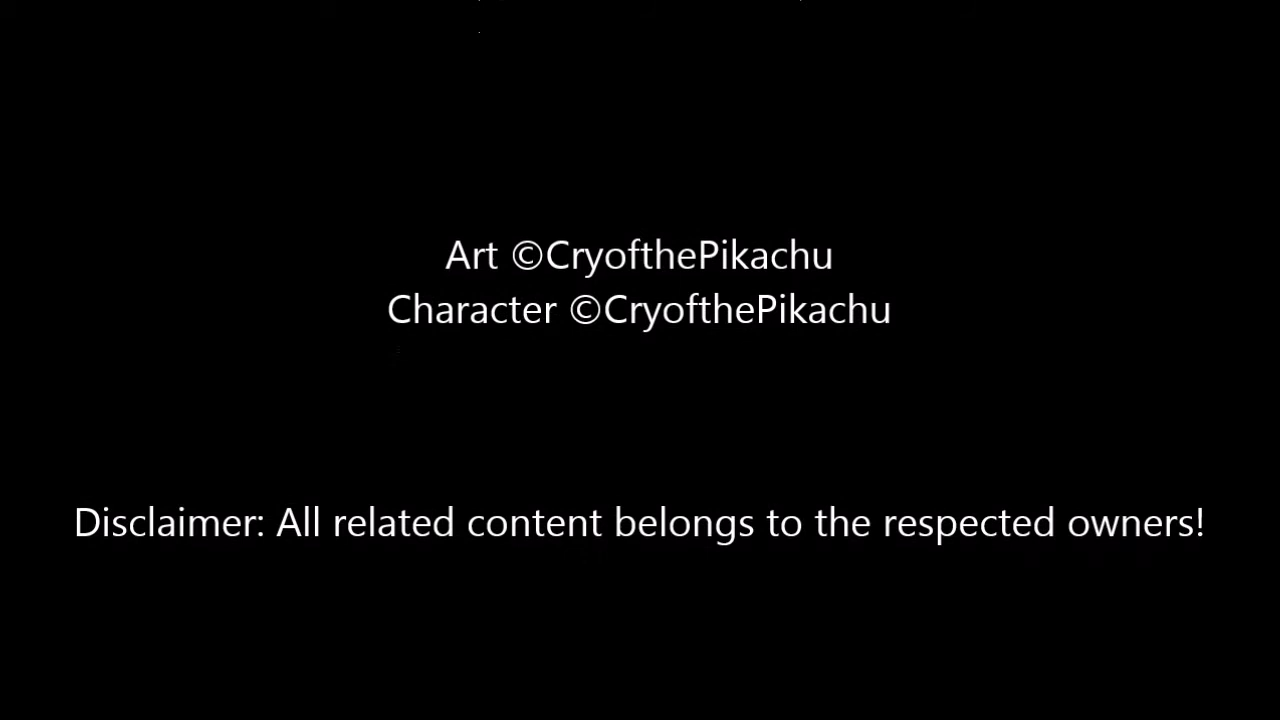 Art ©CryofthePikachu
Character ©CryofthePikachu
Disclaimer: All related content belongs to the respected owners!